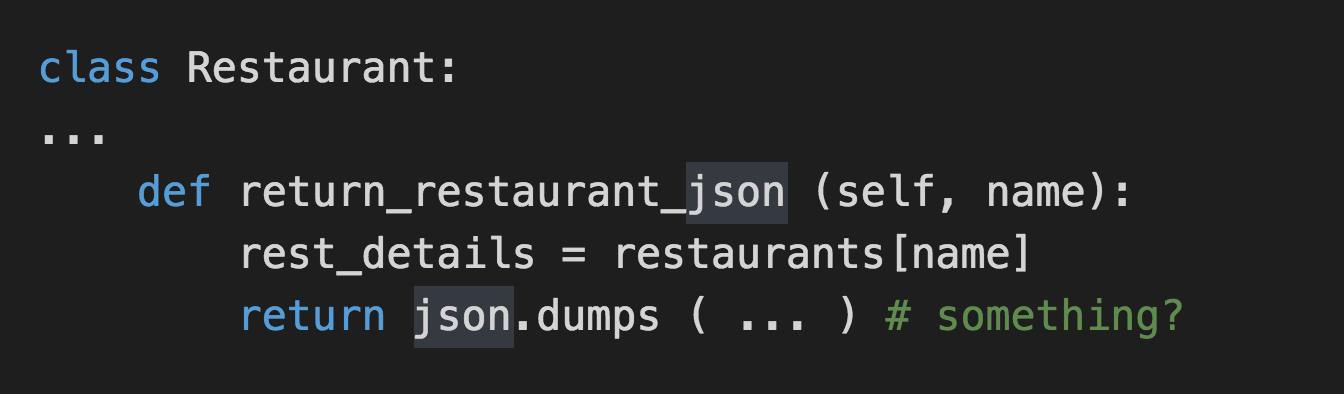 class Restaurant:
...
    def return_restaurant_json (self, name):
        rest_details = restaurants[name]
        return json.dumps ( ... ) # something?